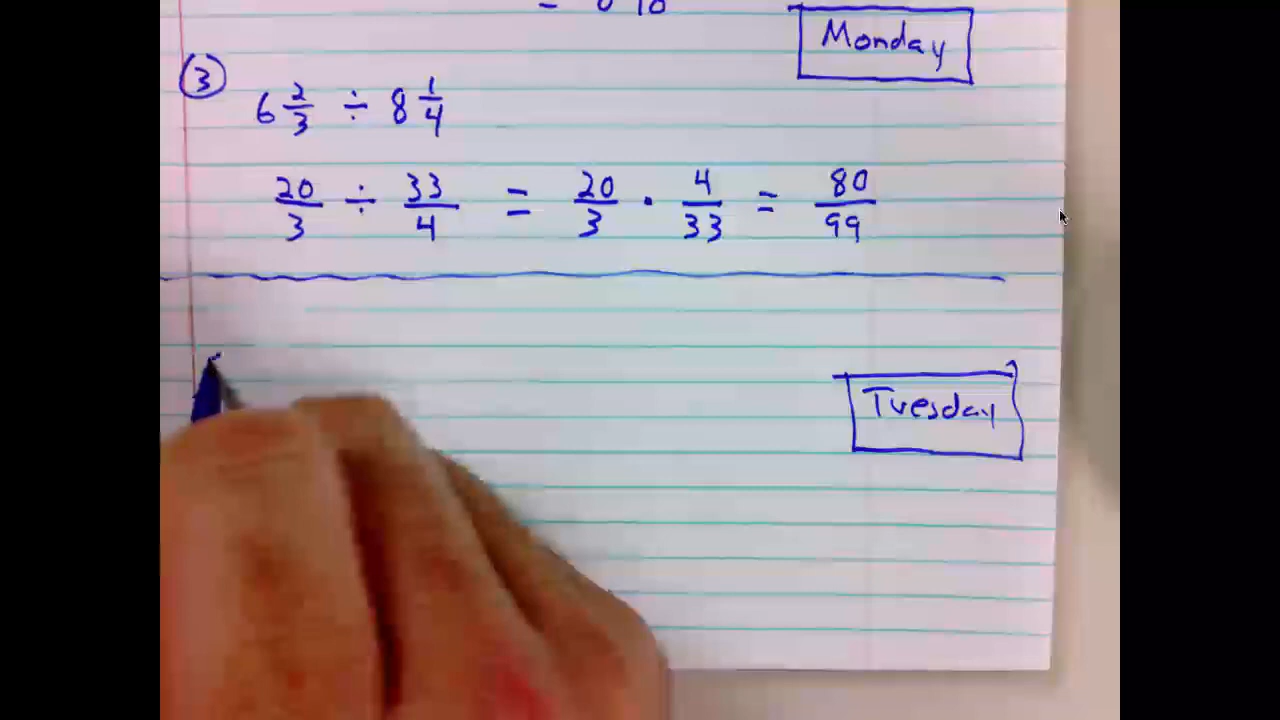 Monday
③
6 2/3 ÷ 8 1/4
20/3 ÷ 33/4 = 20/3 · 4/33 = 80/99
Tuesday